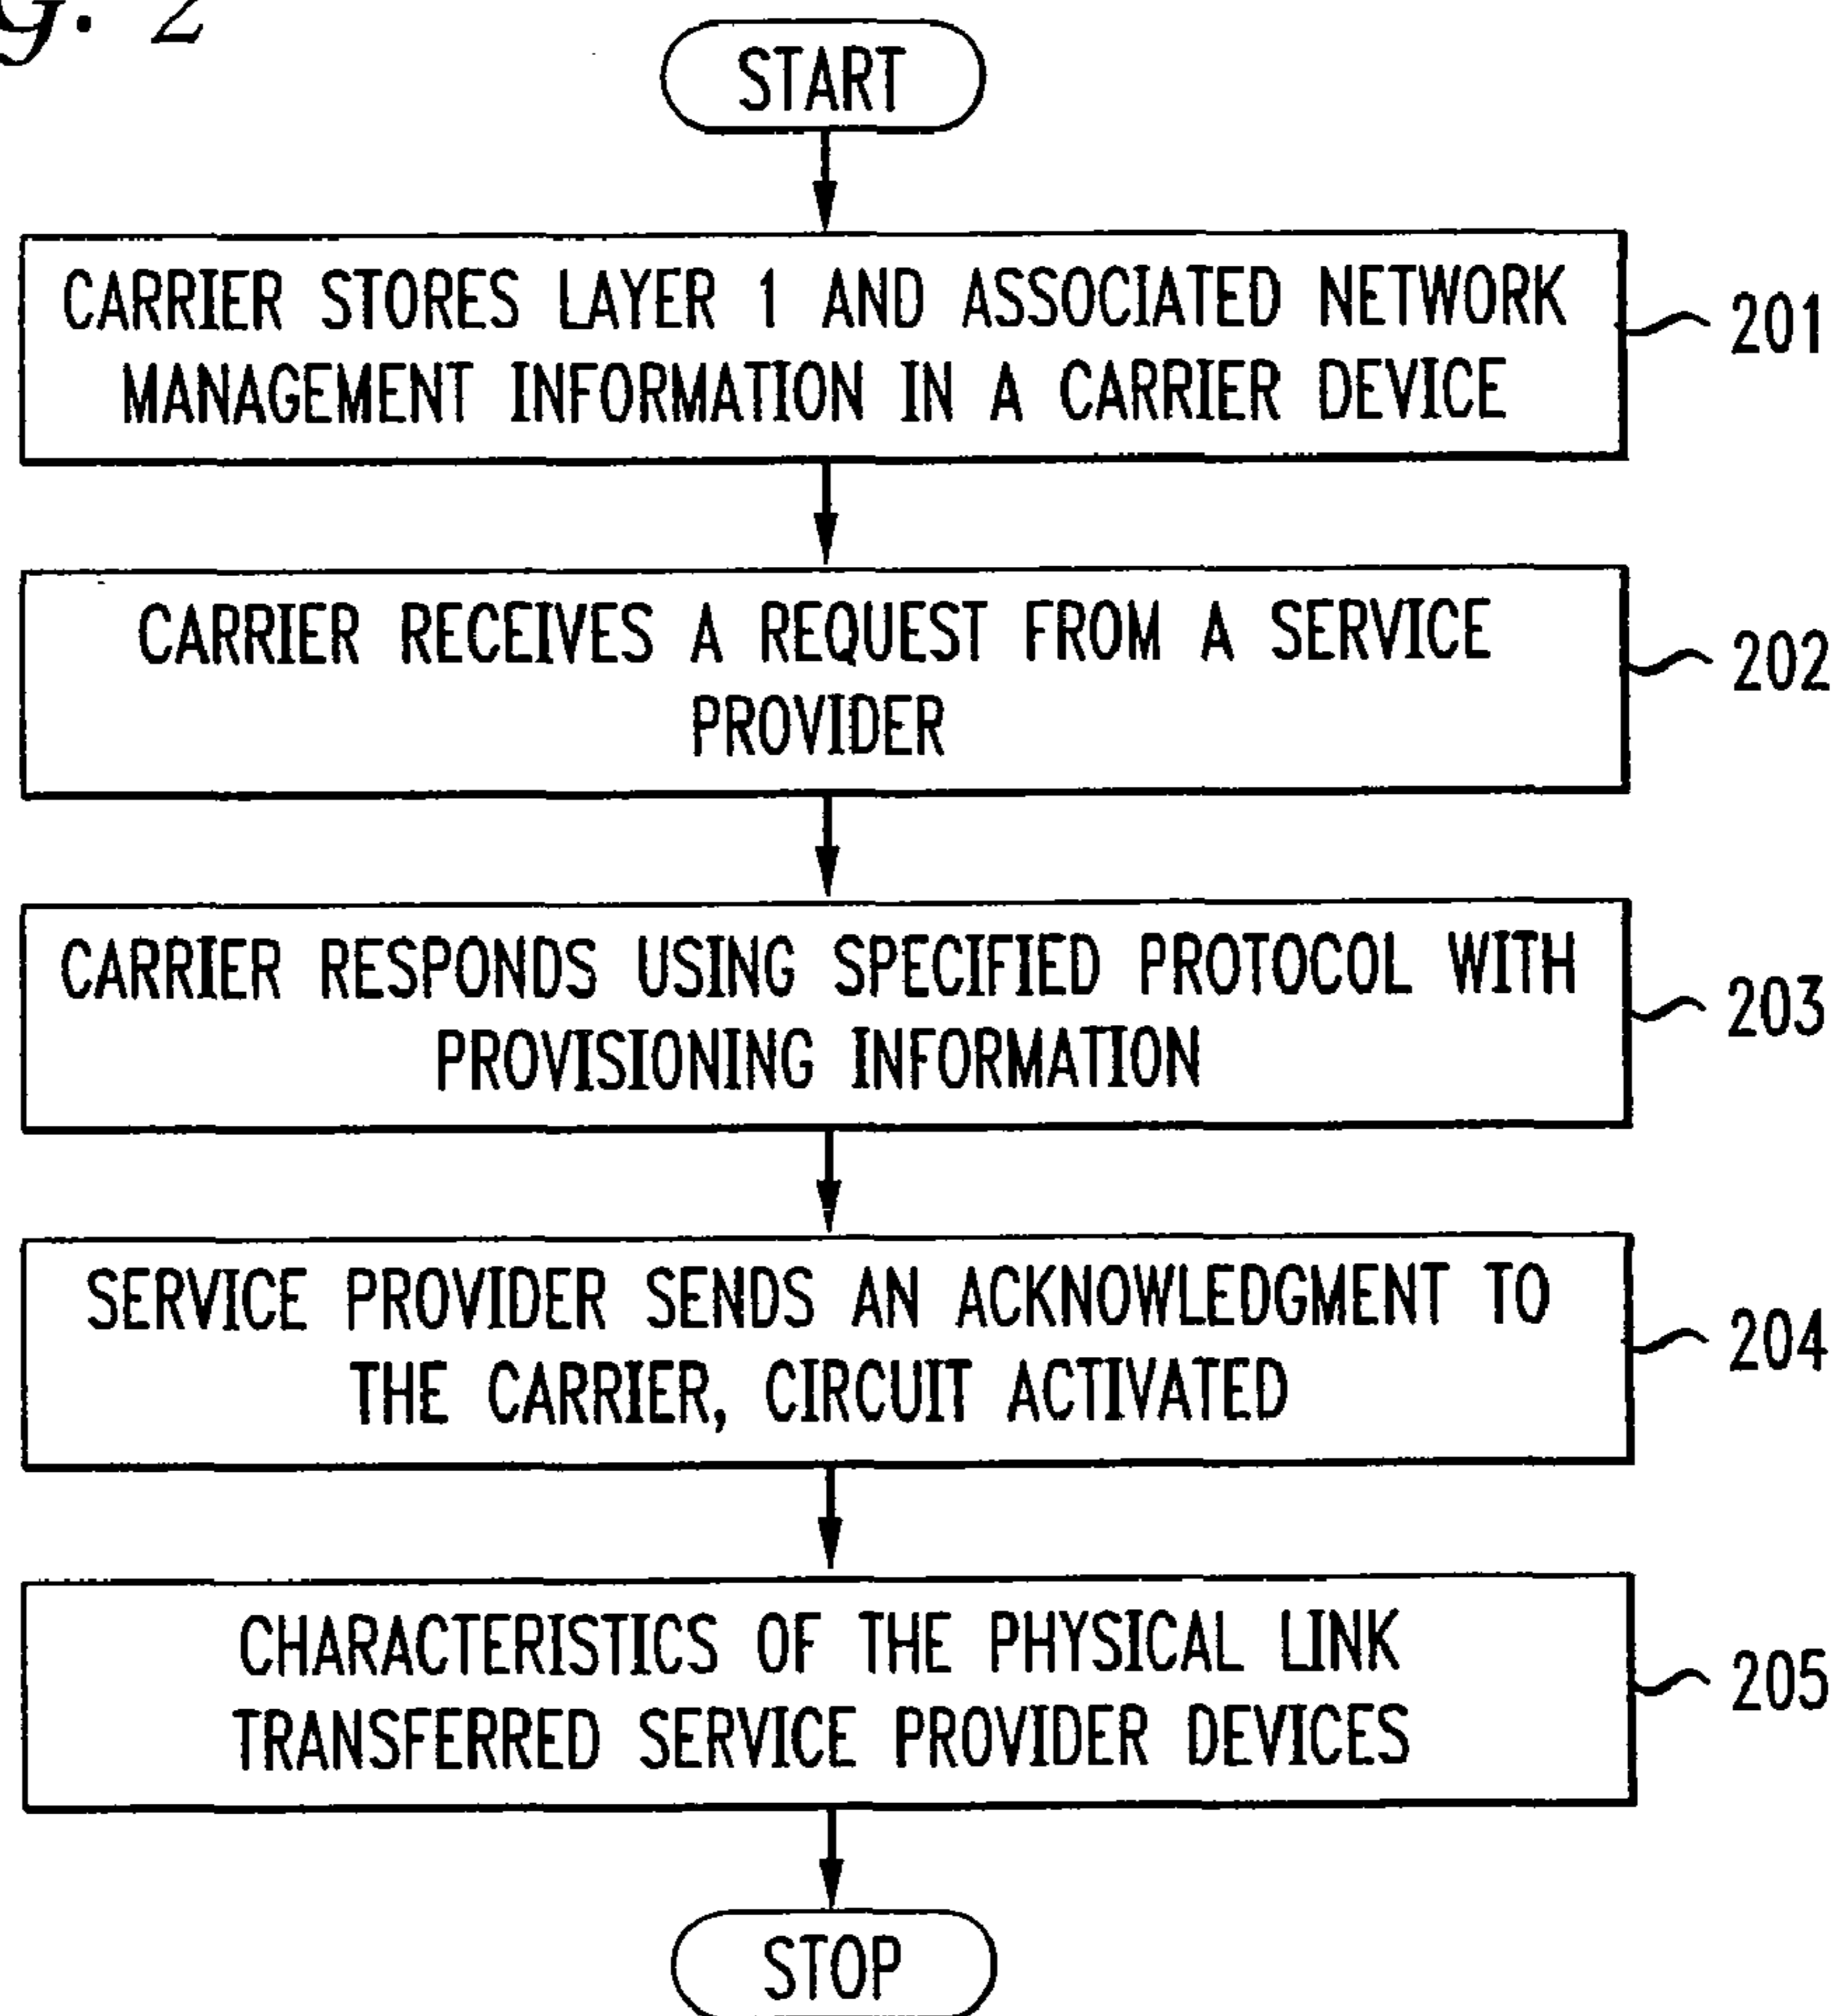 g. 2
START
CARRIER STORES LAYER 1 AND ASSOCIATED NETWORK
MANAGEMENT INFORMATION IN A CARRIER DEVICE
201
CARRIER RECEIVES A REQUEST FROM A SERVICE
PROVIDER
202
CARRIER RESPONDS USING SPECIFIED PROTOCOL WITH
PROVISIONING INFORMATION
203
SERVICE PROVIDER SENDS AN ACKNOWLEDGMENT TO
THE CARRIER, CIRCUIT ACTIVATED
204
CHARACTERISTICS OF THE PHYSICAL LINK
TRANSFERRED SERVICE PROVIDER DEVICES
205
STOP